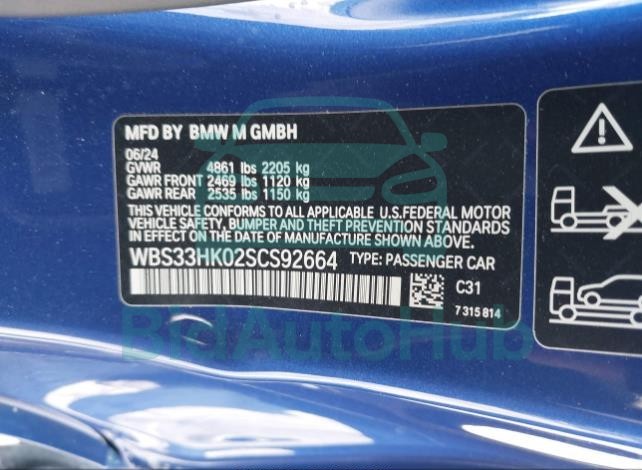 MFD BY BMW M GMBH
06/24
GVWR 4861 lbs 2205 kg
GAWR FRONT 2469 lbs 1120 kg
GAWR REAR 2535 lbs 1150 kg
THIS VEHICLE CONFORMS TO ALL APPLICABLE U.S.FEDERAL MOTOR
VEHICLE SAFETY, BUMPER AND THEFT PREVENTION STANDARDS
IN EFFECT ON THE DATE OF MANUFACTURE SHOWN ABOVE.
WBS33HK02SCS92664 TYPE: PASSENGER CAR
C31
7315814
BidAutoHub